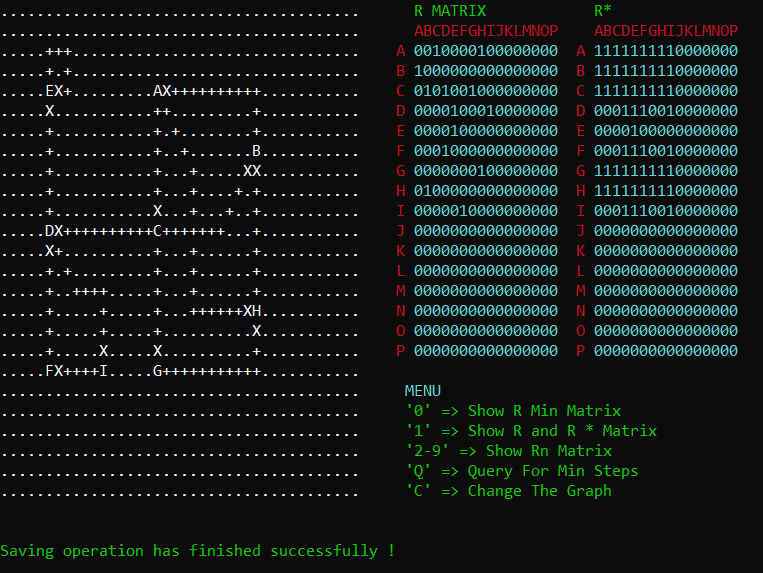 ........................................ R MATRIX R*
........................................ ABCDEFGHIJKLMNOP ABCDEFGHIJKLMNOP
.....+++................................ A 0010000100000000 A 1111111110000000
.....+.+................................ B 1000000000000000 B 1111111110000000
.....EX+.........AX++++++++++........... C 0101001000000000 C 1111111110000000
.....X...........++.........+........... D 0000100010000000 D 0001110010000000
.....+...........+.+........+........... E 0000100000000000 E 0000100000000000
.....+...........+..+.......B........... F 0001000000000000 F 0001110010000000
.....+...........+...+.....XX........... G 0000000100000000 G 1111111110000000
.....+...........+...+....+.+........... H 0100000000000000 H 1111111110000000
.....+...........X...+...+..+........... I 0000010000000000 I 0001110010000000
.....DX++++++++++C+++++++...+........... J 0000000000000000 J 0000000000000000
.....X+..........+...+......+........... K 0000000000000000 K 0000000000000000
.....+.+.........+...+......+........... L 0000000000000000 L 0000000000000000
.....+..++++.....+...+......+........... M 0000000000000000 M 0000000000000000
.....+.....+.....+...++++++XH........... N 0000000000000000 N 0000000000000000
.....+.....+.....+..........X........... O 0000000000000000 O 0000000000000000
.....+.....X.....X..........+........... P 0000000000000000 P 0000000000000000
.....FX++++I.....G+++++++++++...........
........................................ MENU
........................................ '0' => Show R Min Matrix
........................................ '1' => Show R and R * Matrix
........................................ '2-9' => Show Rn Matrix
........................................ 'Q' => Query For Min Steps
........................................ 'C' => Change The Graph
Saving operation has finished successfully !